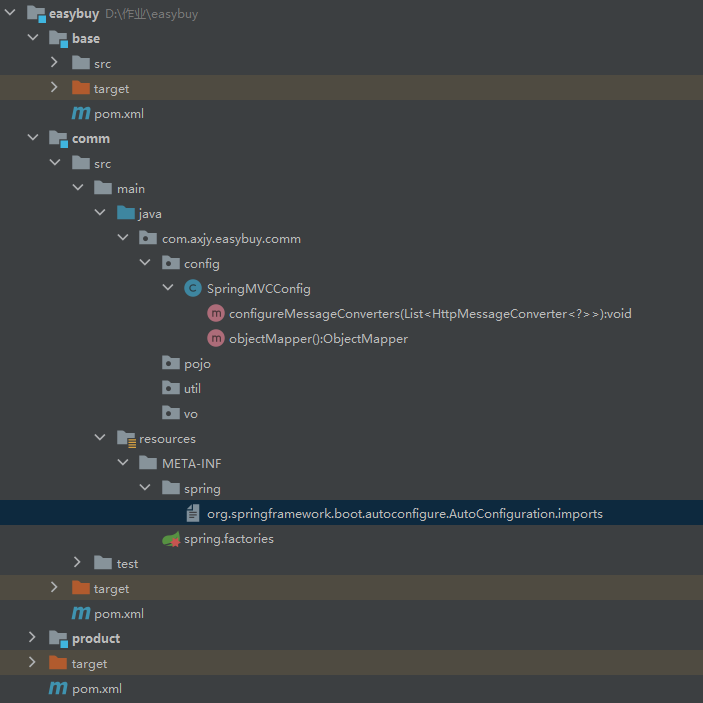 easybuy D:\作业\easybuy
base
src
target
m pom.xml
comm
src
main
java
com.axjy.easybuy.comm
config
C SpringMVCConfig
m configureMessageConverters(List<HttpMessageConverter<?>>):void
m objectMapper():ObjectMapper
pojo
util
vo
resources
META-INF
spring
org.springframework.boot.autoconfigure.AutoConfiguration.imports
spring.factories
test
target
m pom.xml
product
target
m pom.xml